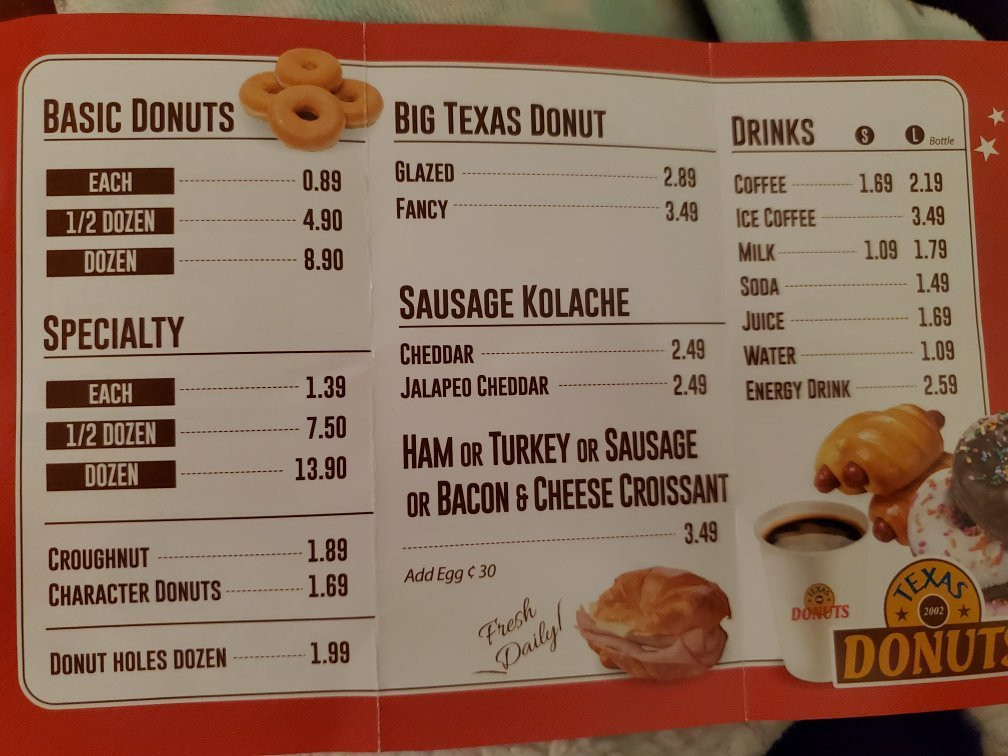 BASIC DONUTS
EACH 0.89
1/2 DOZEN 4.90
DOZEN 8.90
SPECIALTY
EACH 1.39
1/2 DOZEN 7.50
DOZEN 13.90
CROUGHNUT 1.89
CHARACTER DONUTS 1.69
DONUT HOLES DOZEN 1.99
BIG TEXAS DONUT
GLAZED 2.89
FANCY 3.49
SAUSAGE KOLACHE
CHEDDAR 2.49
JALAPEO CHEDDAR 2.49
HAM OR TURKEY OR SAUSAGE
OR BACON & CHEESE CROISSANT
3.49
Add Egg ¢ 30
Fresh
Daily!
DRINKS S L Bottle
COFFEE 1.69 2.19
ICE COFFEE 3.49
MILK 1.09 1.79
SODA 1.49
JUICE 1.69
WATER 1.09
ENERGY DRINK 2.59
TEXAS
DONUTS
TEXAS
2002
DONUTS